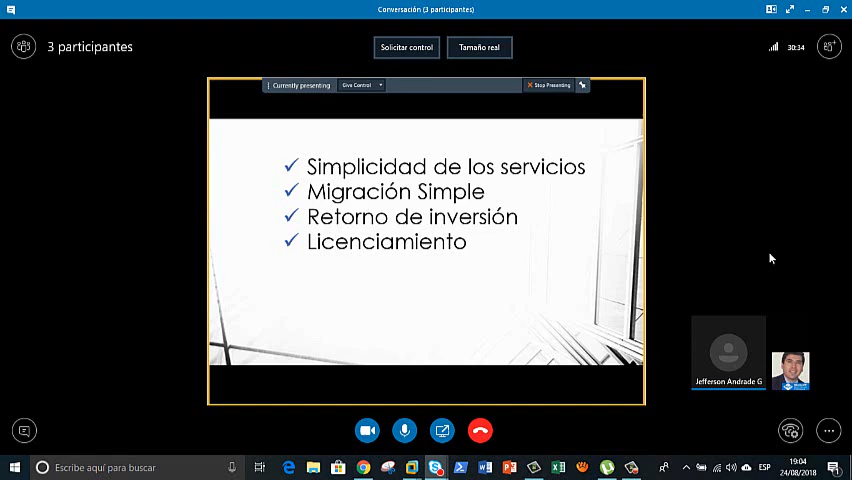 Conversación (3 participantes)
3 participantes
Solicitar control
Tamaño real
30:34
Currently presenting
Give Control
Stop Presenting
Simplicidad de los servicios
Migración Simple
Retorno de inversión
Licenciamiento
Jefferson Andrade G
Escribe aquí para buscar
ESP
19:04
24/08/2018